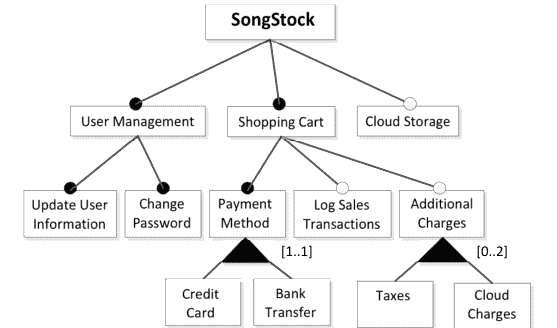 SongStock
User Management
Shopping Cart
Cloud Storage
Update User
Information
Change
Password
Payment
Method
Log Sales
Transactions
Additional
Charges
[1..1]
[0..2]
Credit
Card
Bank
Transfer
Taxes
Cloud
Charges